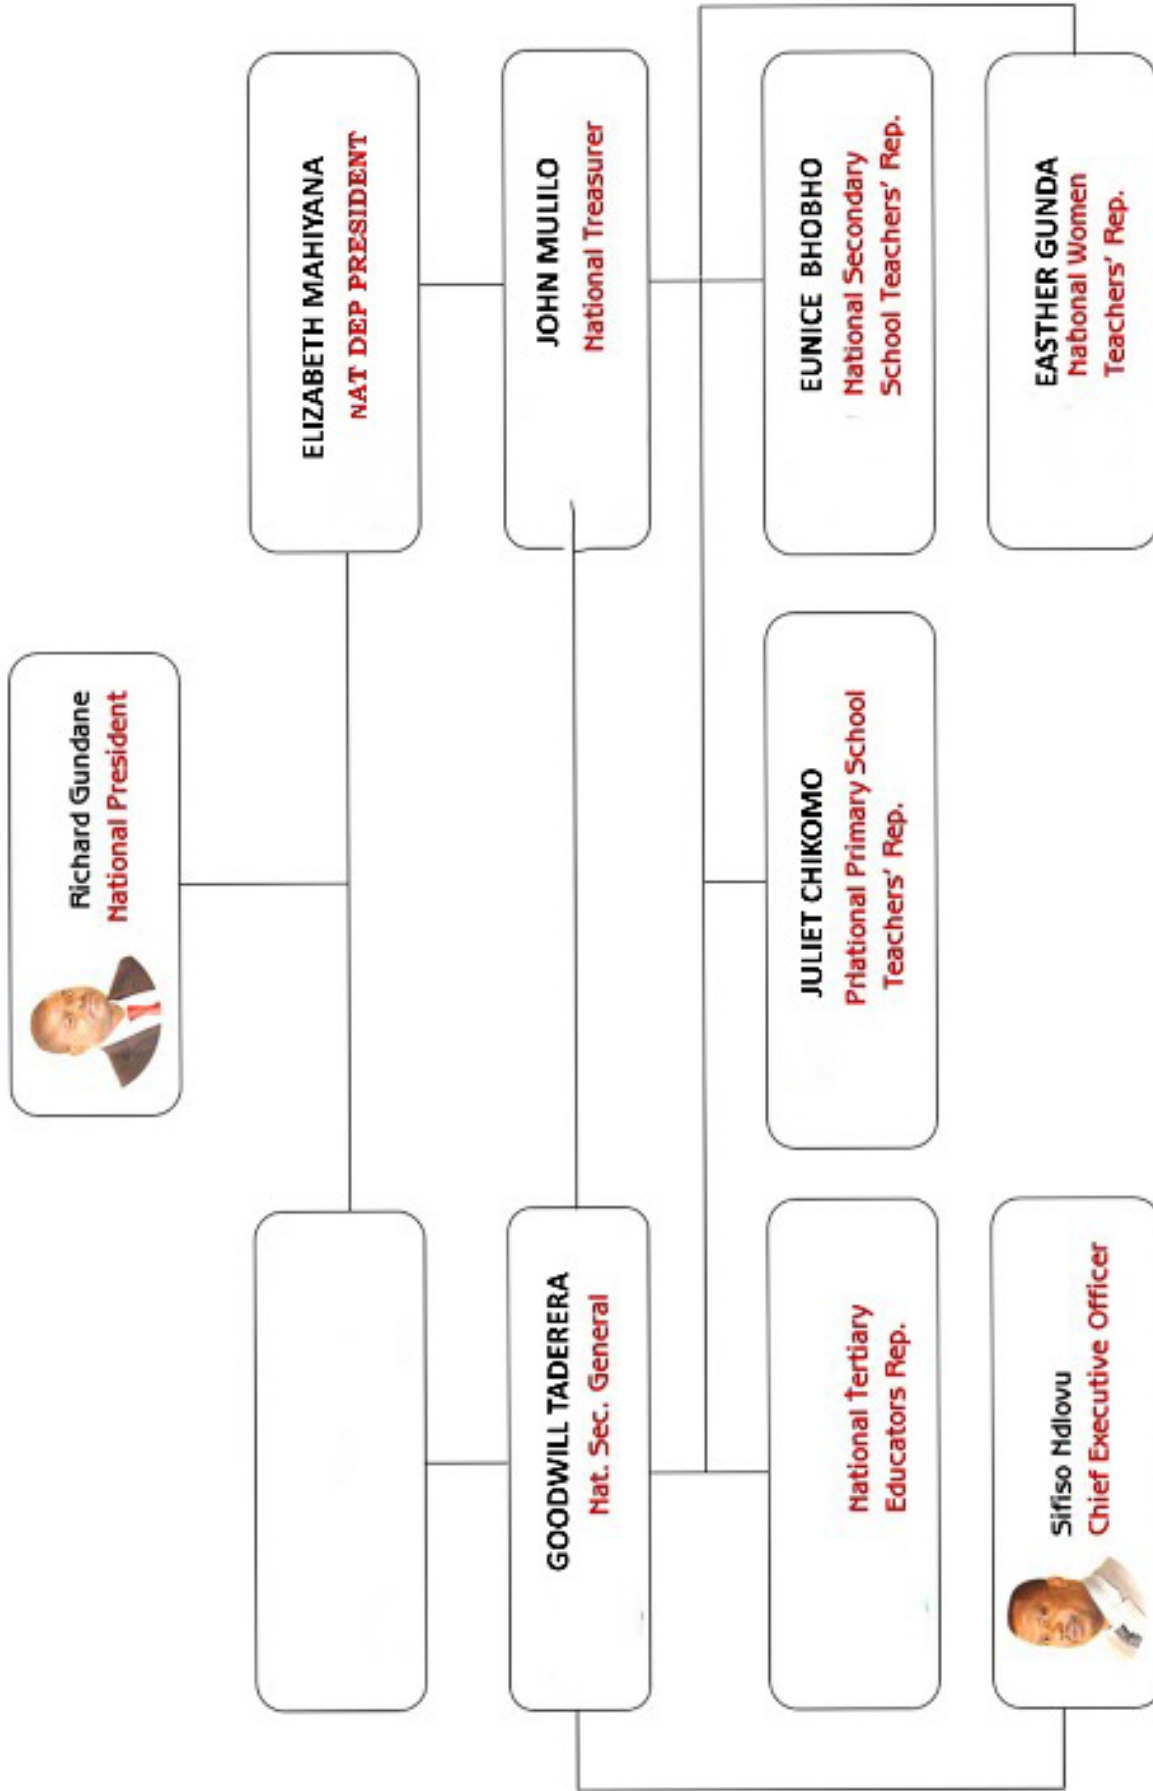 Richard Gundane
National President
ELIZABETH MAHIYANA
NAT DEP PRESIDENT
GOODWILL TADERERA
Nat. Sec. General
JOHN MULILO
National Treasurer
National Tertiary
Educators Rep.
JULIET CHIKOMO
PNational Primary School
Teachers' Rep.
EUNICE BHOBHO
National Secondary
School Teachers' Rep.
Sifiso Ndlovu
Chief Executive Officer
EASTHER GUNDA
National Women
Teachers' Rep.